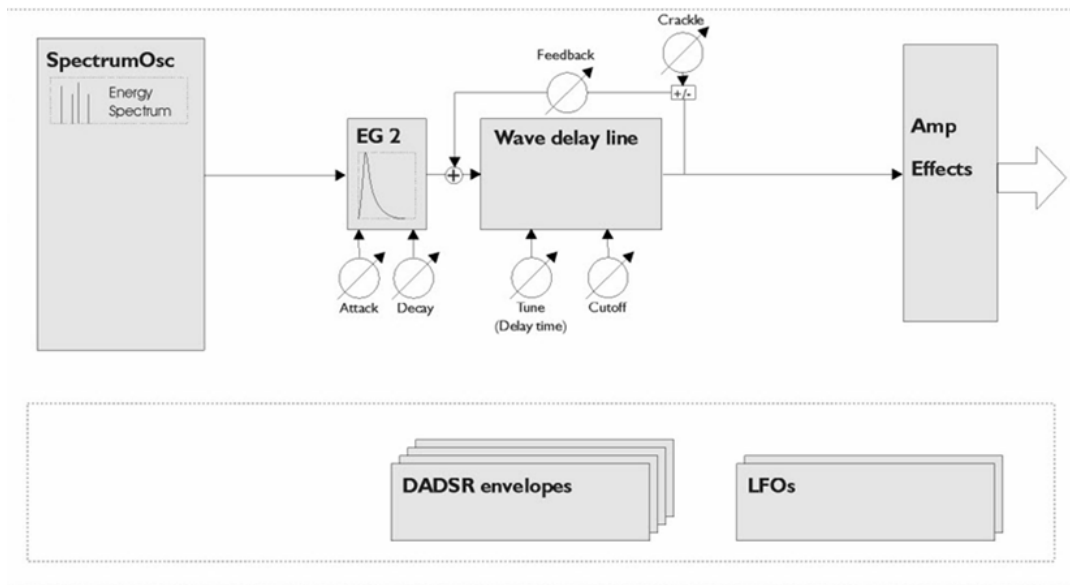 SpectrumOsc
Energy
Spectrum
EG 2
Attack
Decay
Feedback
Crackle
+/-
+
Wave delay line
Tune
(Delay time)
Cutoff
Amp
Effects
DADSR envelopes
LFOs